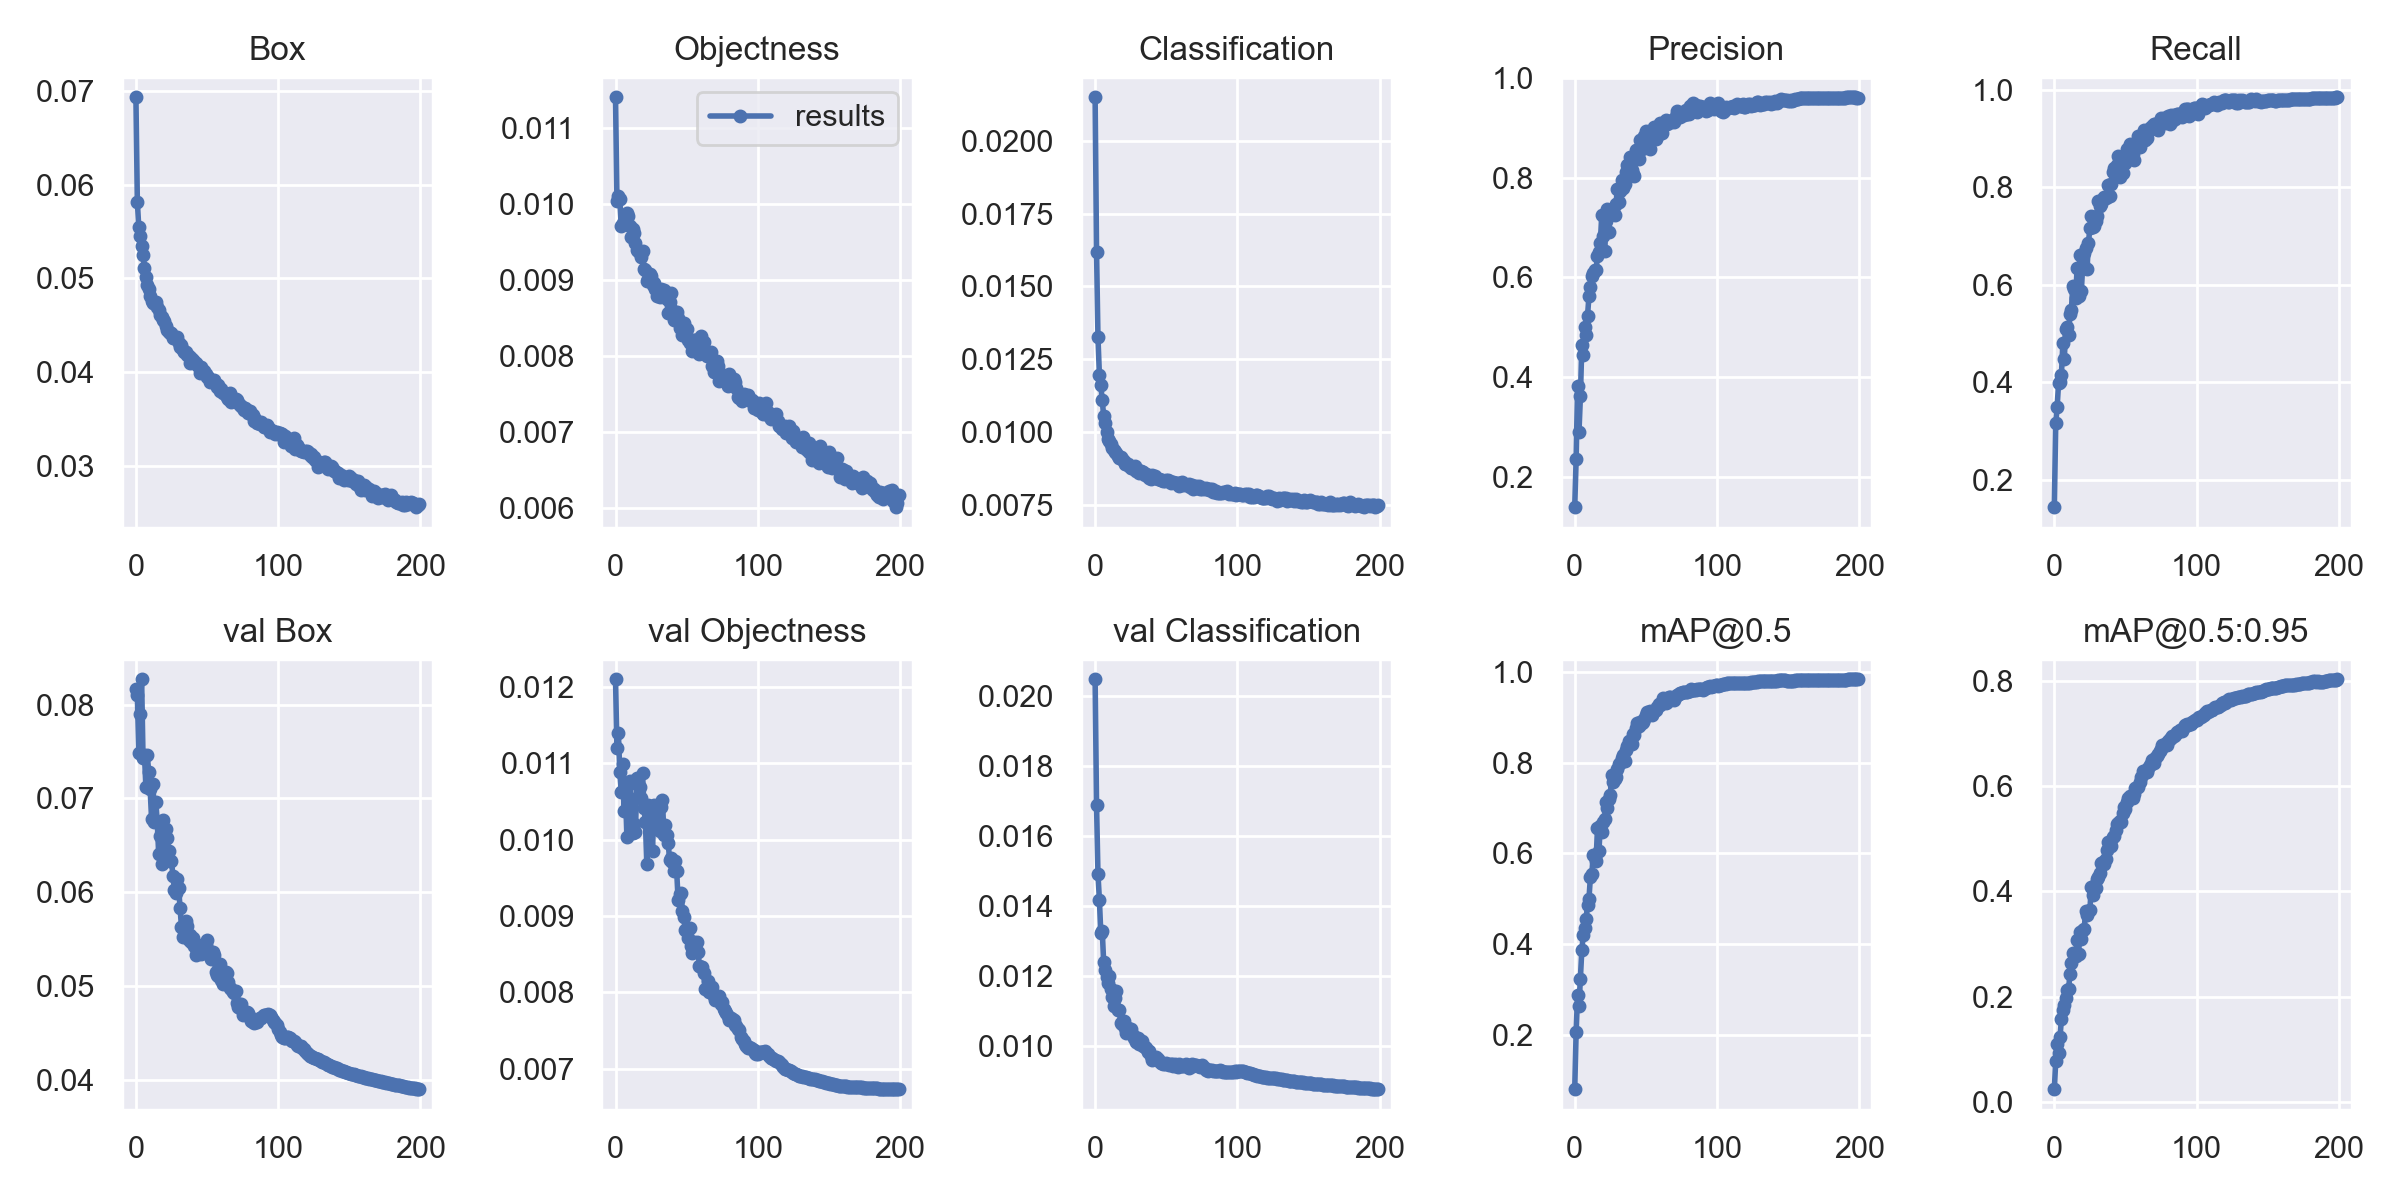 Box
Objectness
Classification
Precision
Recall
0.07
0.06
0.05
0.04
0.03
0 100 200
results
0.011
0.010
0.009
0.008
0.007
0.006
0 100 200
0.0200
0.0175
0.0150
0.0125
0.0100
0.0075
0 100 200
1.0
0.8
0.6
0.4
0.2
0 100 200
1.0
0.8
0.6
0.4
0.2
0 100 200
val Box
val Objectness
val Classification
mAP@0.5
mAP@0.5:0.95
0.08
0.07
0.06
0.05
0.04
0 100 200
0.012
0.011
0.010
0.009
0.008
0.007
0 100 200
0.020
0.018
0.016
0.014
0.012
0.010
0 100 200
1.0
0.8
0.6
0.4
0.2
0 100 200
0.8
0.6
0.4
0.2
0.0
0 100 200